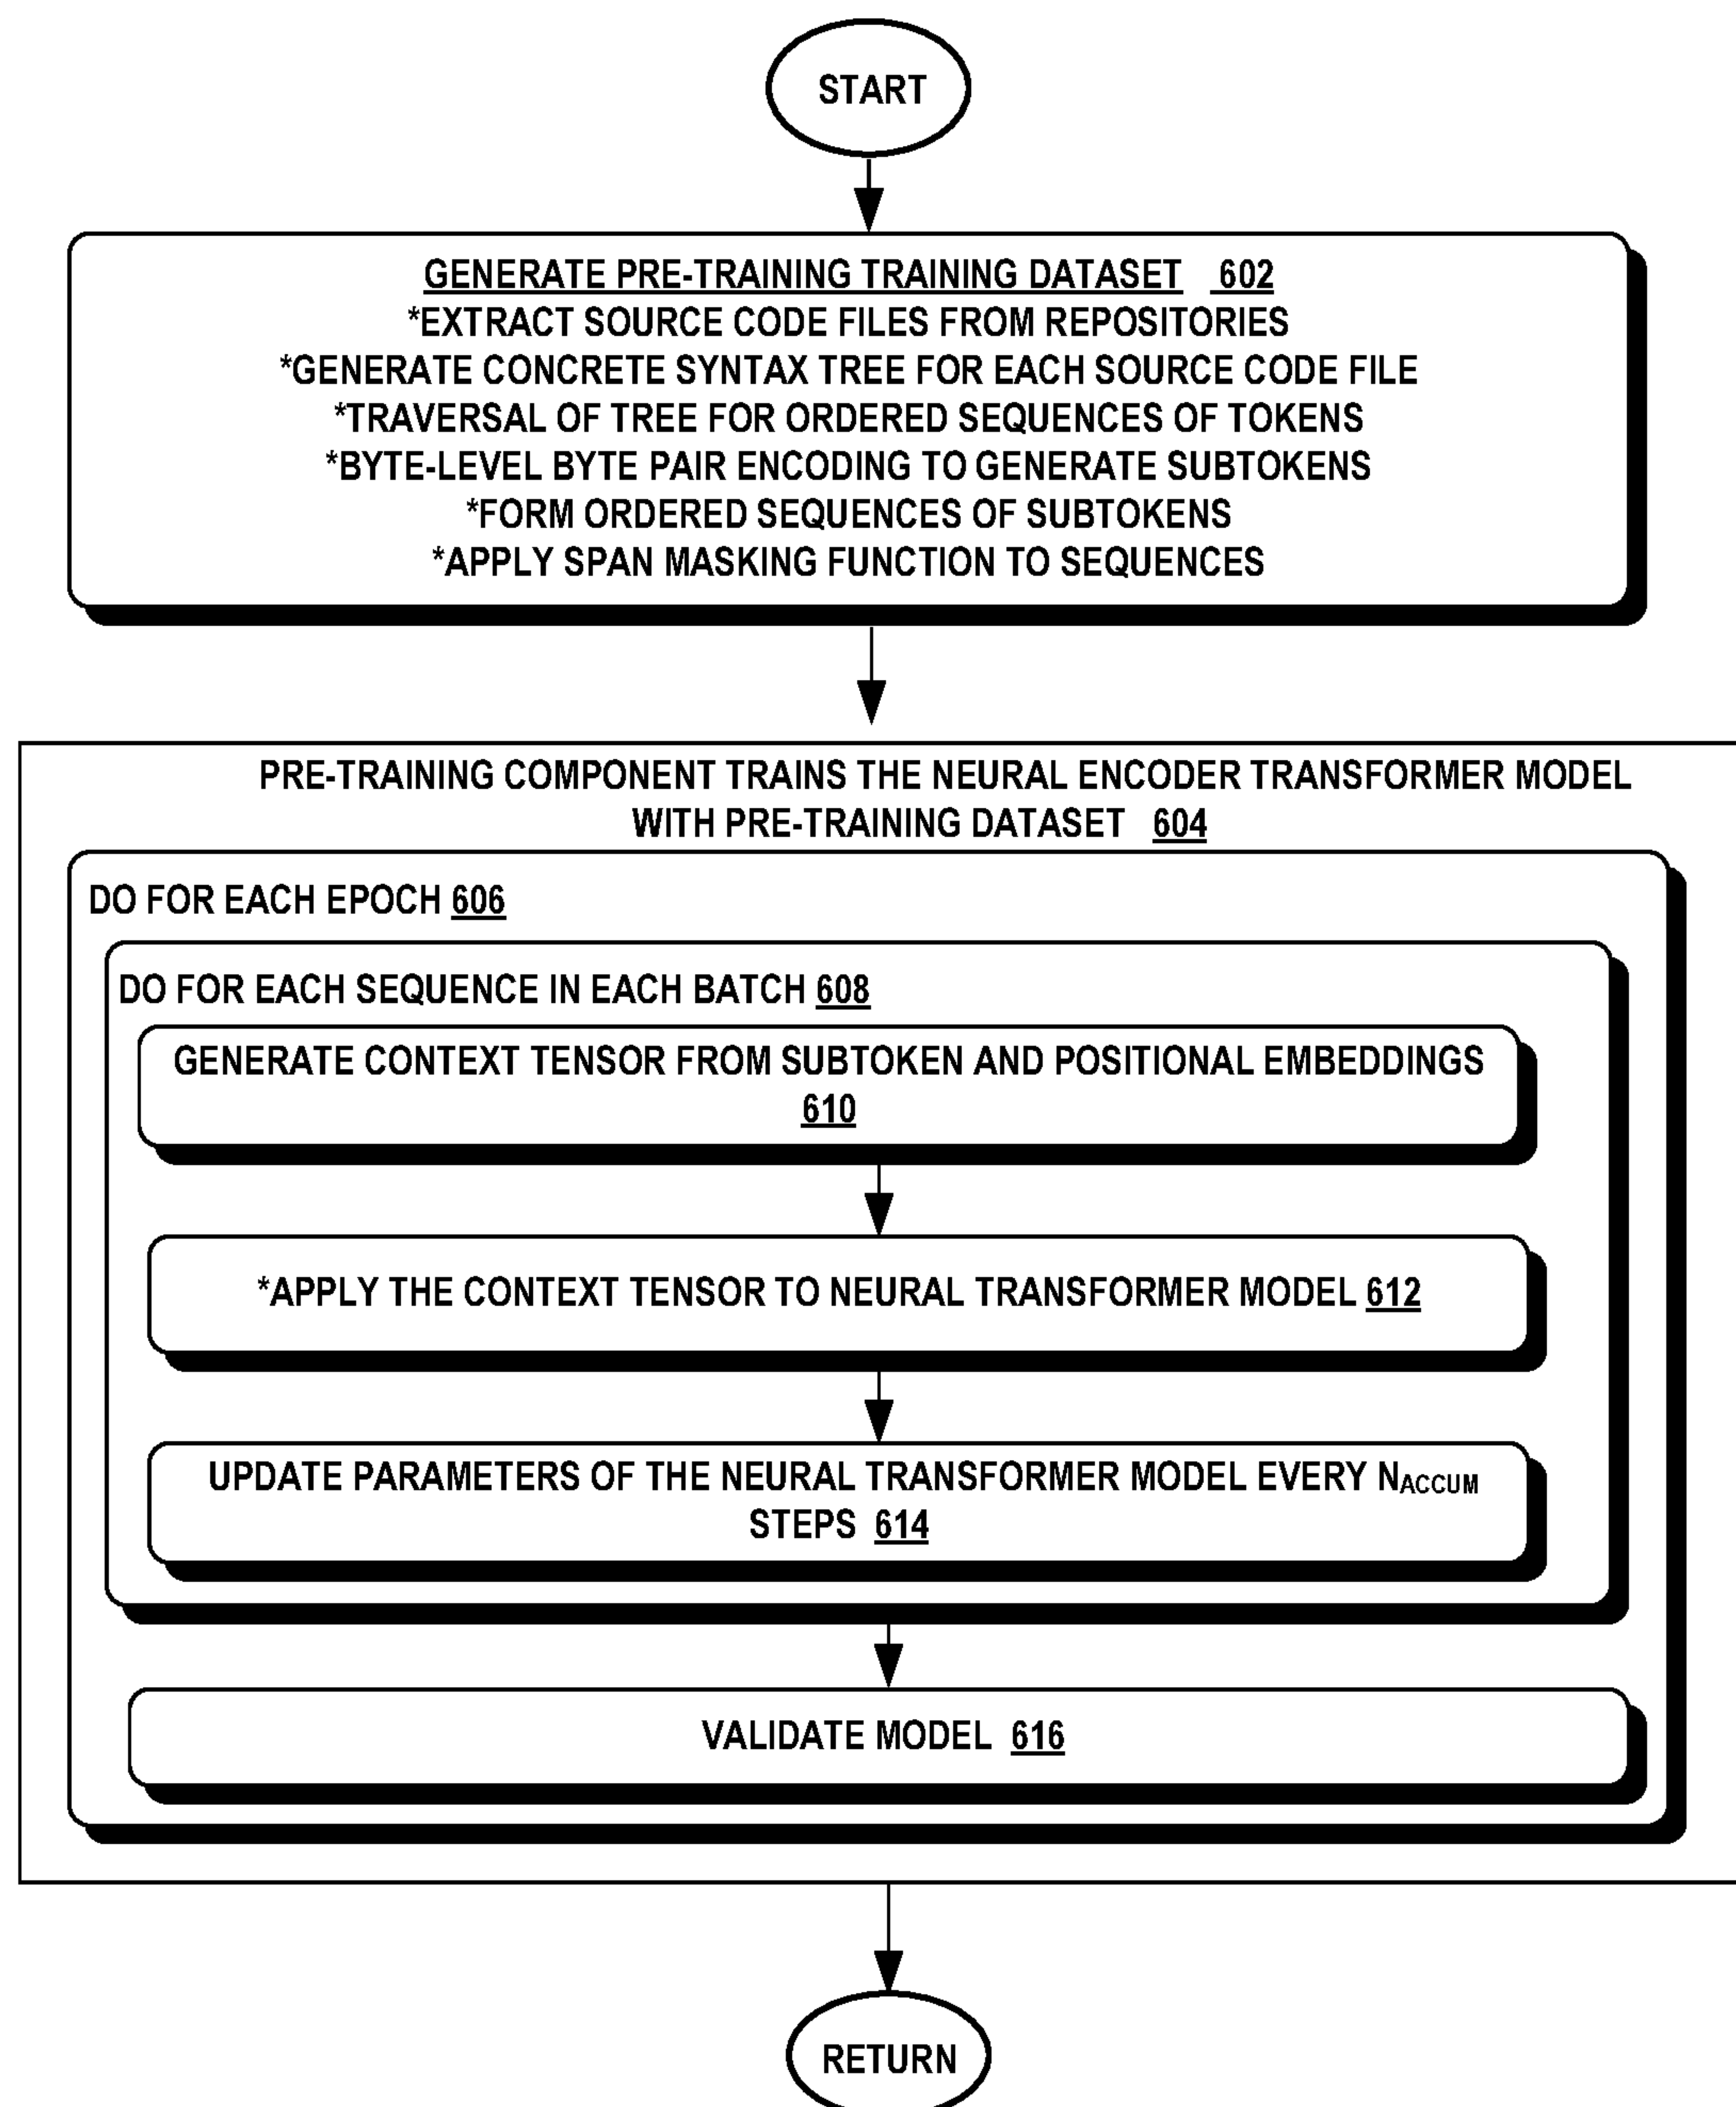 START
GENERATE PRE-TRAINING TRAINING DATASET 602
*EXTRACT SOURCE CODE FILES FROM REPOSITORIES
*GENERATE CONCRETE SYNTAX TREE FOR EACH SOURCE CODE FILE
*TRAVERSAL OF TREE FOR ORDERED SEQUENCES OF TOKENS
*BYTE-LEVEL BYTE PAIR ENCODING TO GENERATE SUBTOKENS
*FORM ORDERED SEQUENCES OF SUBTOKENS
*APPLY SPAN MASKING FUNCTION TO SEQUENCES
PRE-TRAINING COMPONENT TRAINS THE NEURAL ENCODER TRANSFORMER MODEL
WITH PRE-TRAINING DATASET 604
DO FOR EACH EPOCH 606
DO FOR EACH SEQUENCE IN EACH BATCH 608
GENERATE CONTEXT TENSOR FROM SUBTOKEN AND POSITIONAL EMBEDDINGS
610
*APPLY THE CONTEXT TENSOR TO NEURAL TRANSFORMER MODEL 612
UPDATE PARAMETERS OF THE NEURAL TRANSFORMER MODEL EVERY NACCUM
STEPS 614
VALIDATE MODEL 616
RETURN